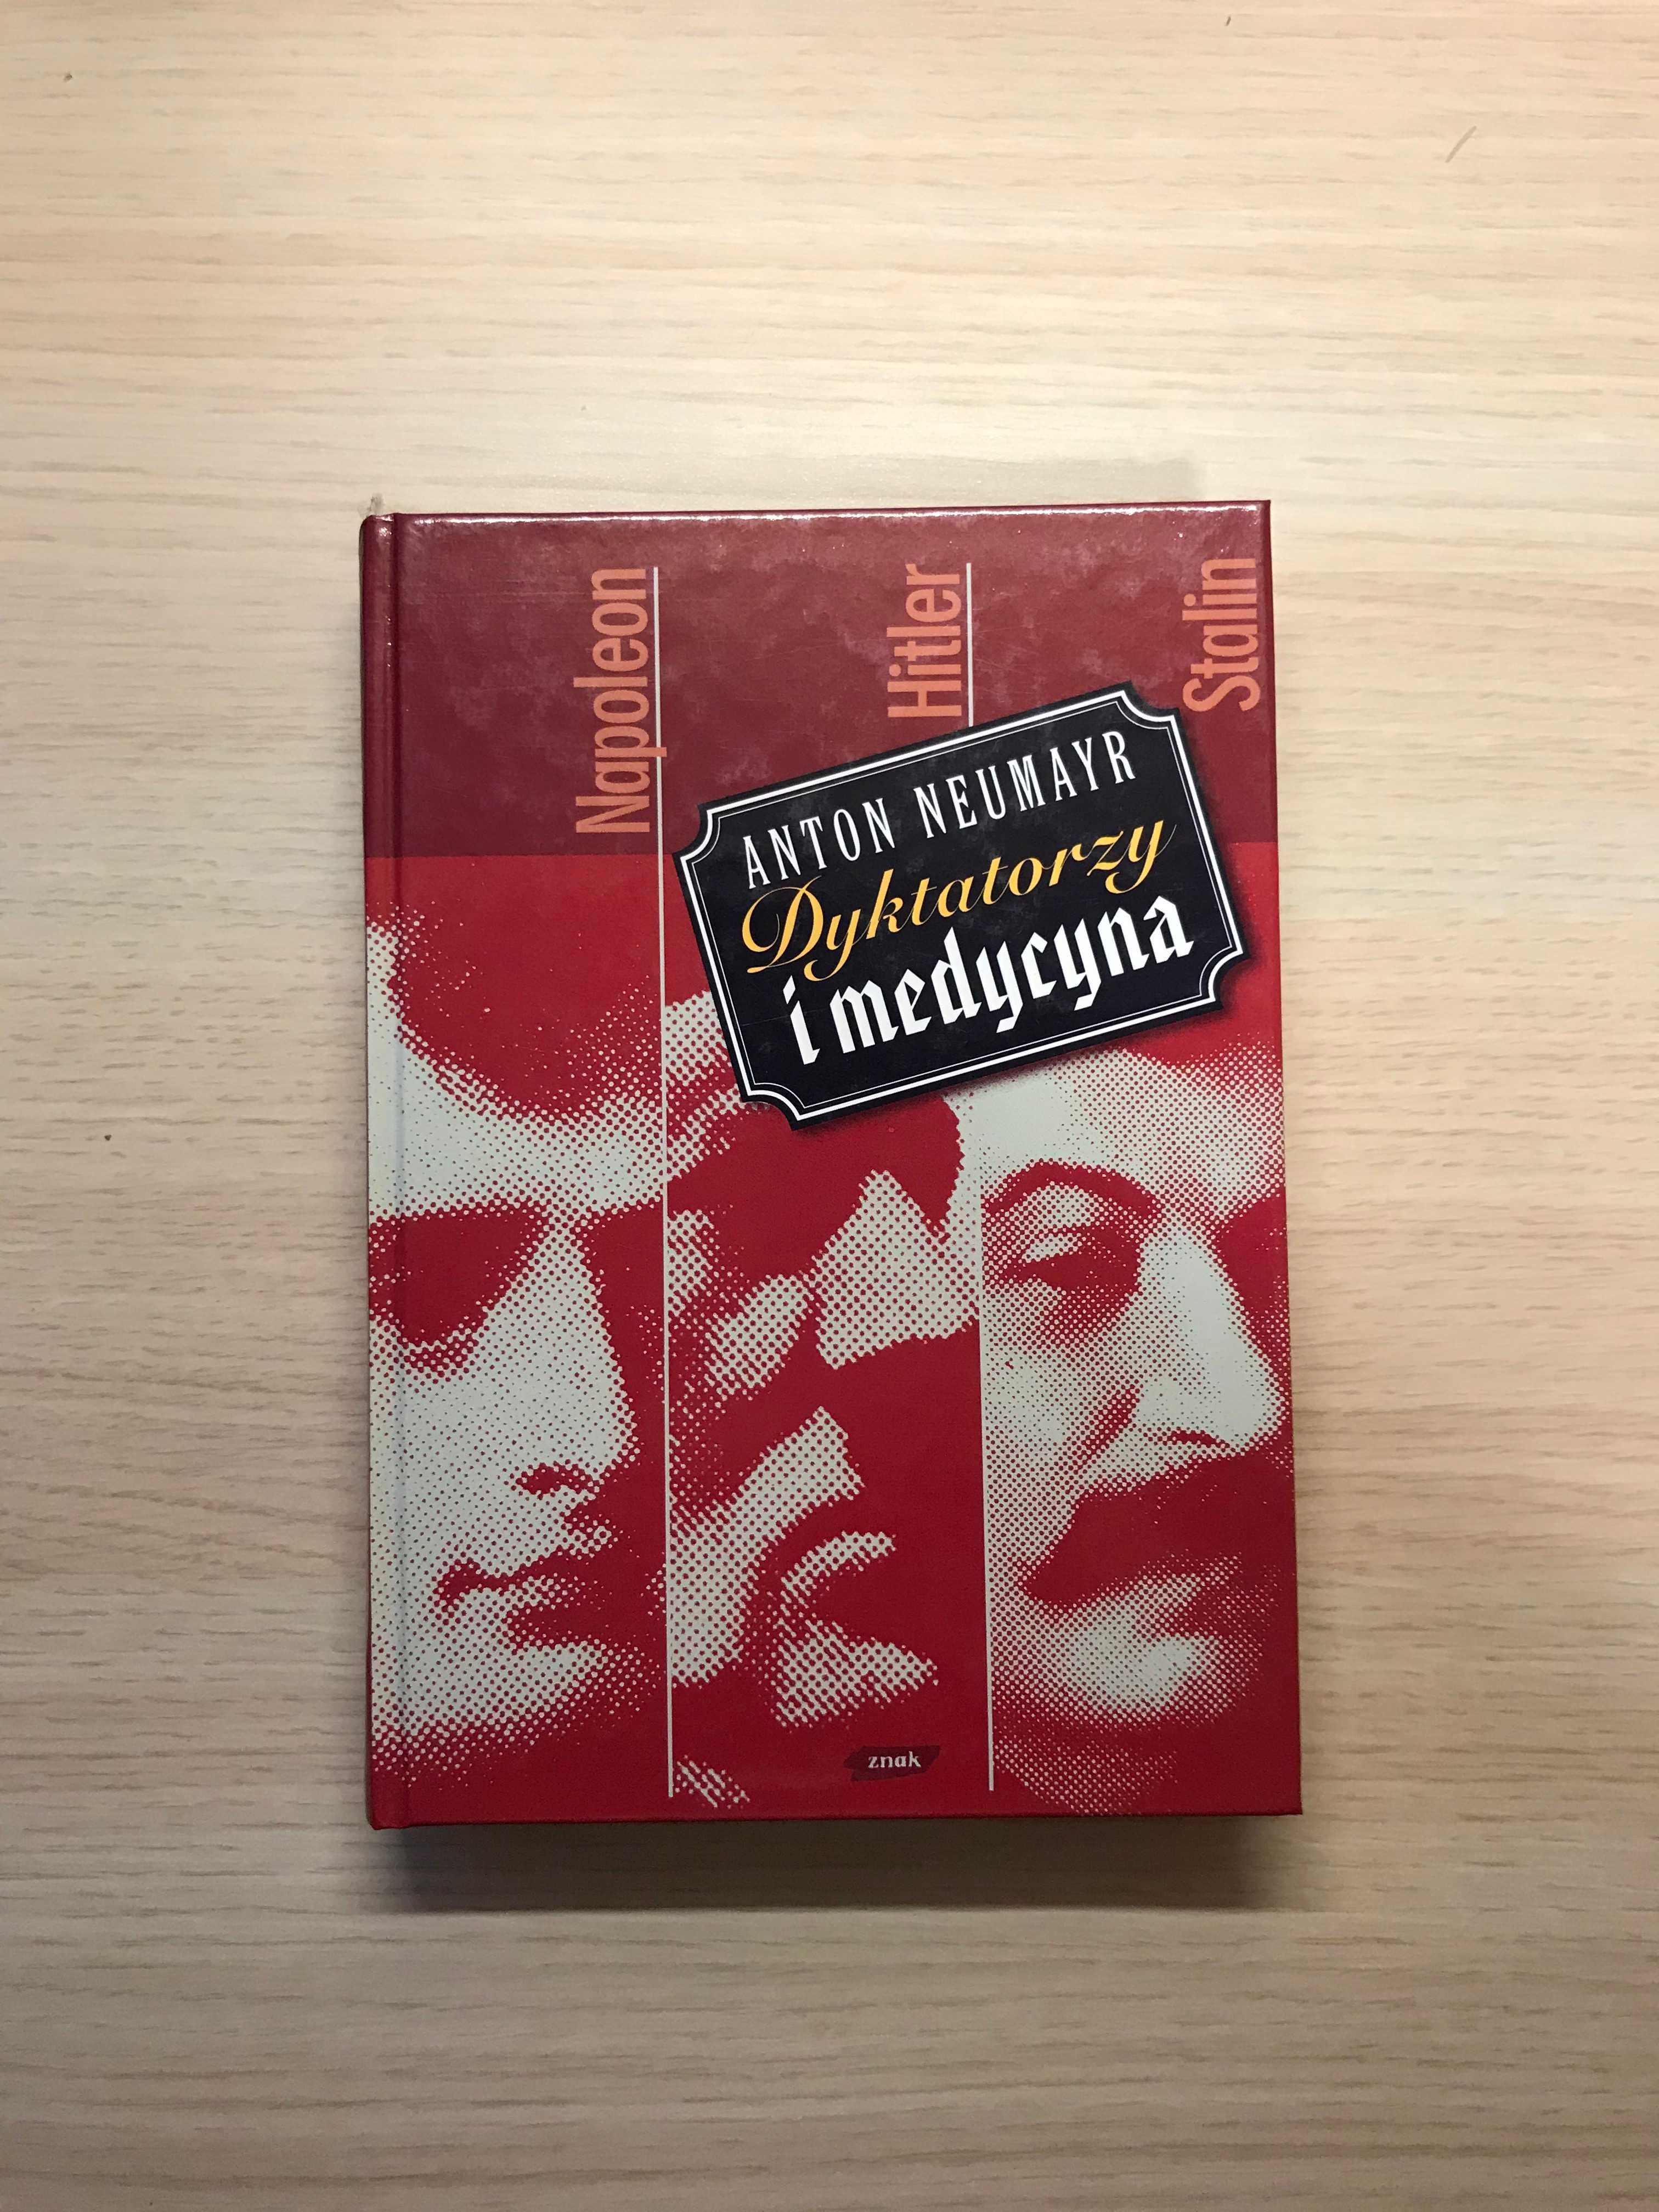 Napoleon
Hitler
Stalin
ANTON NEUMAYR
Dyktatorzy
i medycyna
znak